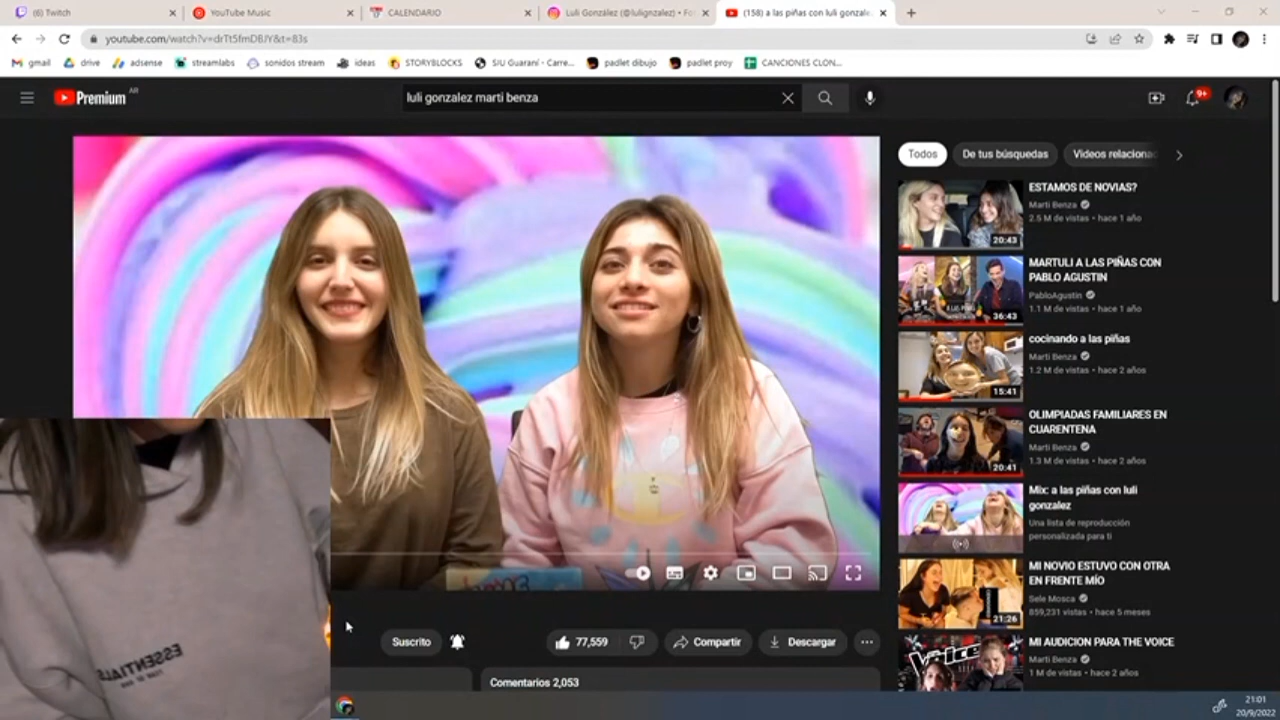 (6) Twitch
YouTube Music
CALENDARIO
Luli González (@lulignzalez) • Fo
(158) a las piñas con luli gonzale
youtube.com/watch?v=drTt5fmDBJY&t=83s
gmail
drive
adsense
streamlabs
sonidos stream
ideas
STORYBLOCKS
SIU Guaraní - Carre...
padlet dibujo
padlet proy
CANCIONES CLON...
Premium AR
luli gonzalez marti benza
9+
Todos
De tus búsquedas
Videos relacionad
ESTAMOS DE NOVIAS?
Marti Benza
2.5 M de vistas • hace 1 año
20:43
MARTULI A LAS PIÑAS CON
PABLO AGUSTIN
PabloAgustin
1.1 M de vistas • hace 1 año
36:43
cocinando a las piñas
Marti Benza
1.2 M de vistas • hace 2 años
15:41
OLIMPIADAS FAMILIARES EN
CUARENTENA
Marti Benza
1.3 M de vistas • hace 2 años
20:41
Mix: a las piñas con luli
gonzalez
Una lista de reproducción
personalizada para ti
MI NOVIO ESTUVO CON OTRA
EN FRENTE MÍO
Sele Mosca
859,231 vistas • hace 5 meses
21:26
MI AUDICION PARA THE VOICE
Marti Benza
1 M de vistas • hace 2 años
Voice
ESSENTIALS
Suscrito
77,559
Compartir
Descargar
Comentarios 2,053
21:01
20/9/2022